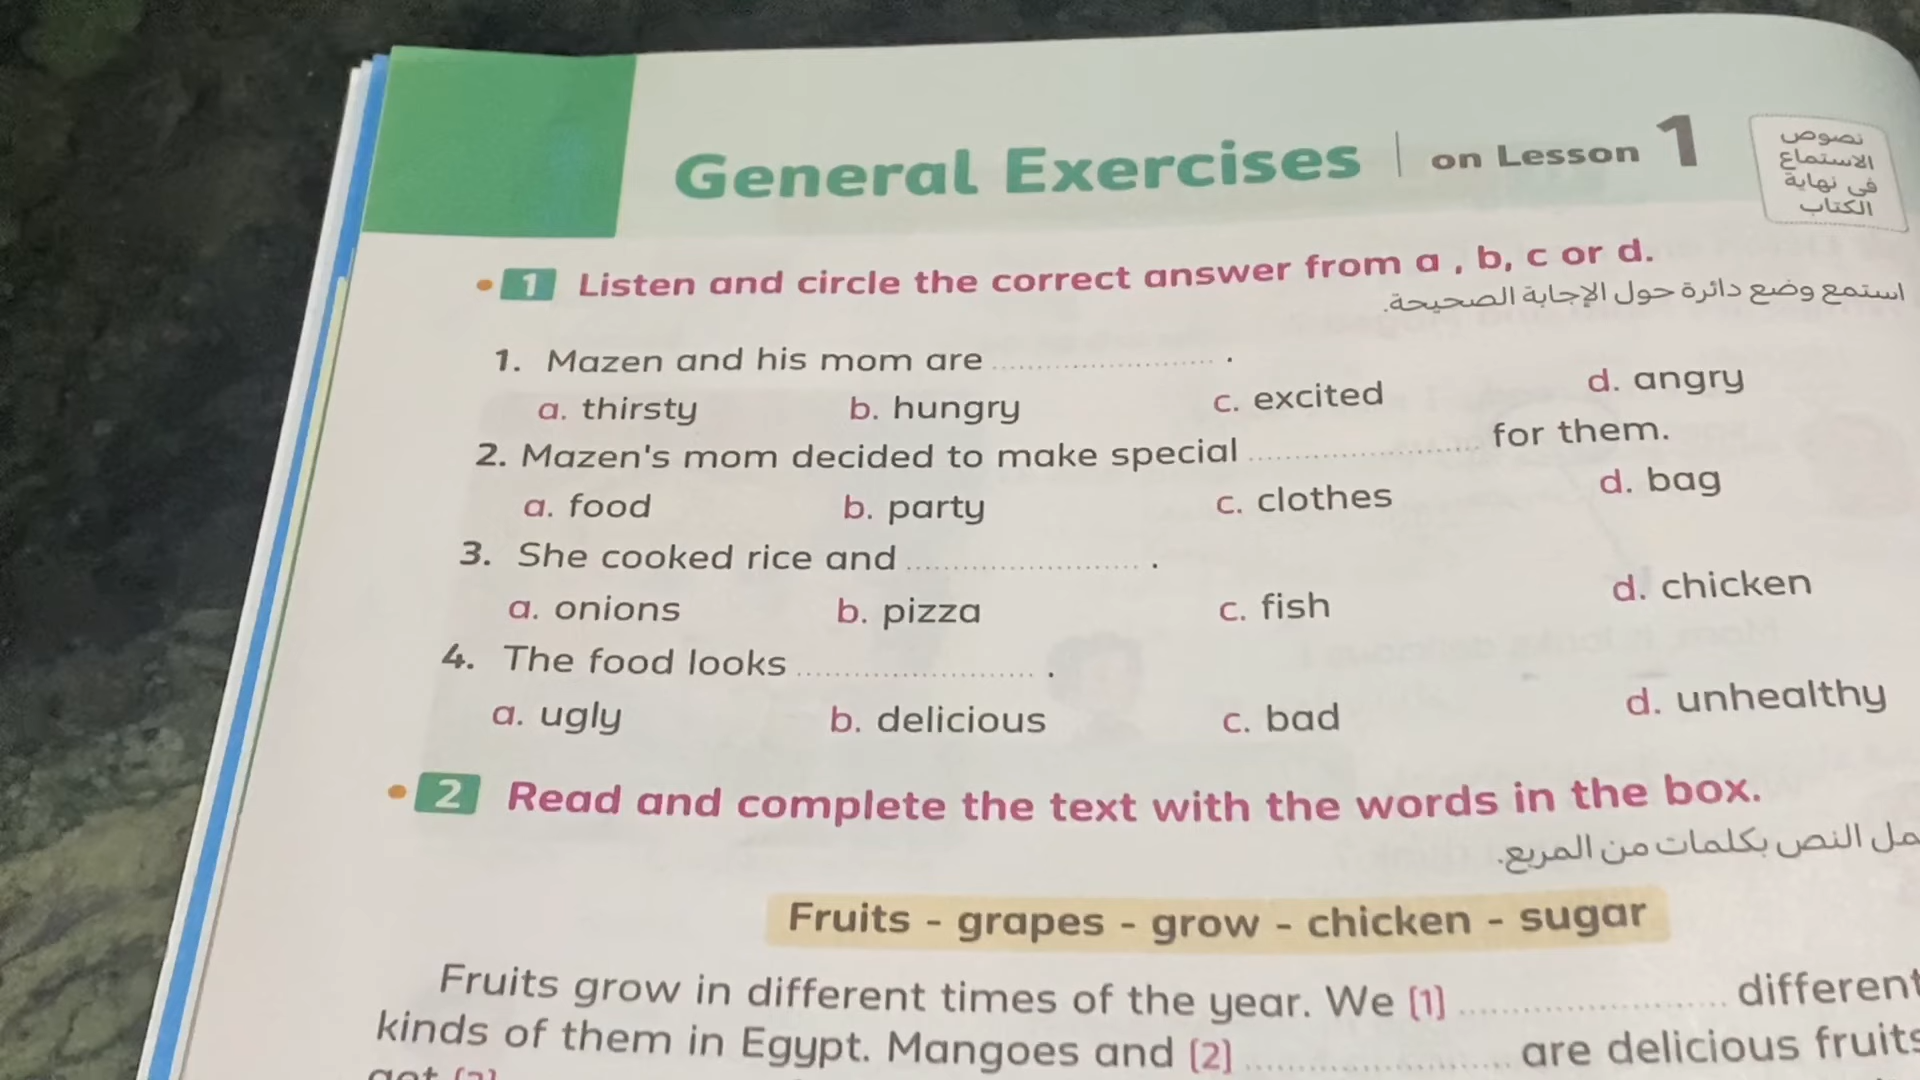 General Exercises | on Lesson 1
نصوص
الاستماع
فى نهاية
الكتاب
1 Listen and circle the correct answer from a , b, c or d.
استمع وضع دائرة حول الإجابة الصحيحة.
1. Mazen and his mom are .................... .
a. thirsty b. hungry c. excited d. angry
2. Mazen's mom decided to make special .................... for them.
a. food b. party c. clothes d. bag
3. She cooked rice and .................... .
a. onions b. pizza c. fish d. chicken
4. The food looks .................... .
a. ugly b. delicious c. bad d. unhealthy
2 Read and complete the text with the words in the box.
النص بكلمات من المربع.
Fruits - grapes - grow - chicken - sugar
Fruits grow in different times of the year. We (1) .................... different
kinds of them in Egypt. Mangoes and (2) .................... are delicious fruits